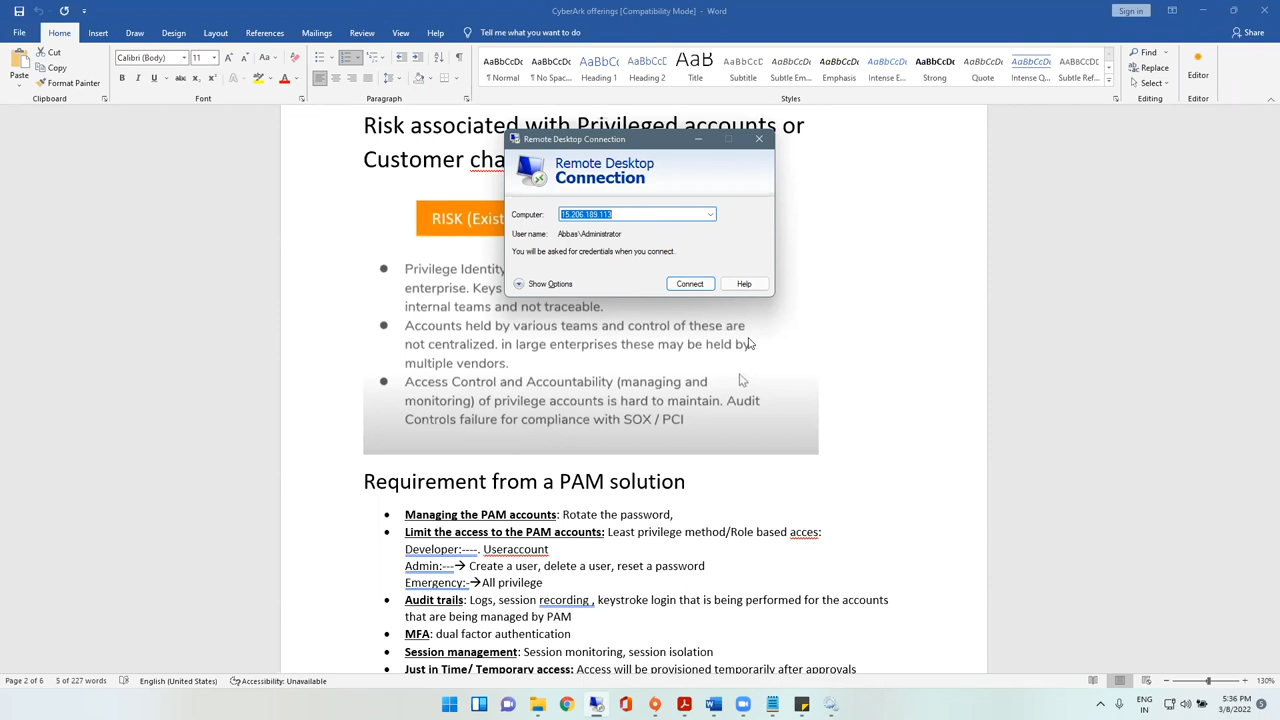 CyberArk offerings [Compatibility Mode] - Word
Sign in
File
Home
Insert
Draw
Design
Layout
References
Mailings
Review
View
Help
Tell me what you want to do
Share
Paste
Cut
Copy
Format Painter
Calibri (Body)
11
Clipboard
Font
Paragraph
¶ Normal
¶ No Spac...
Heading 1
Heading 2
Title
Subtitle
Subtle Em...
Emphasis
Intense E...
Strong
Quote
Intense Q...
Subtle Ref...
Styles
Find
Replace
Select
Editing
Editor
Editor
Risk associated with Privileged accounts or
Customer cha
RISK (Exist
Privilege Identity
enterprise. Keys
internal teams and not traceable.
Accounts held by various teams and control of these are
not centralized. in large enterprises these may be held by
multiple vendors.
Access Control and Accountability (managing and
monitoring) of privilege accounts is hard to maintain. Audit
Controls failure for compliance with SOX / PCI
Remote Desktop Connection
Remote Desktop
Connection
Computer: 15.206.189.113
User name: Abbas\Administrator
You will be asked for credentials when you connect.
Show Options
Connect
Help
Requirement from a PAM solution
Managing the PAM accounts: Rotate the password,
Limit the access to the PAM accounts: Least privilege method/Role based acces:
Developer:----. Useraccount
Admin:---→ Create a user, delete a user, reset a password
Emergency:-→All privilege
Audit trails: Logs, session recording , keystroke login that is being performed for the accounts
that are being managed by PAM
MFA: dual factor authentication
Session management: Session monitoring, session isolation
Just in Time/ Temporary access: Access will be provisioned temporarily after approvals
Page 2 of 6
5 of 227 words
English (United States)
Accessibility: Unavailable
130%
ENG
IN
5:36 PM
3/8/2022